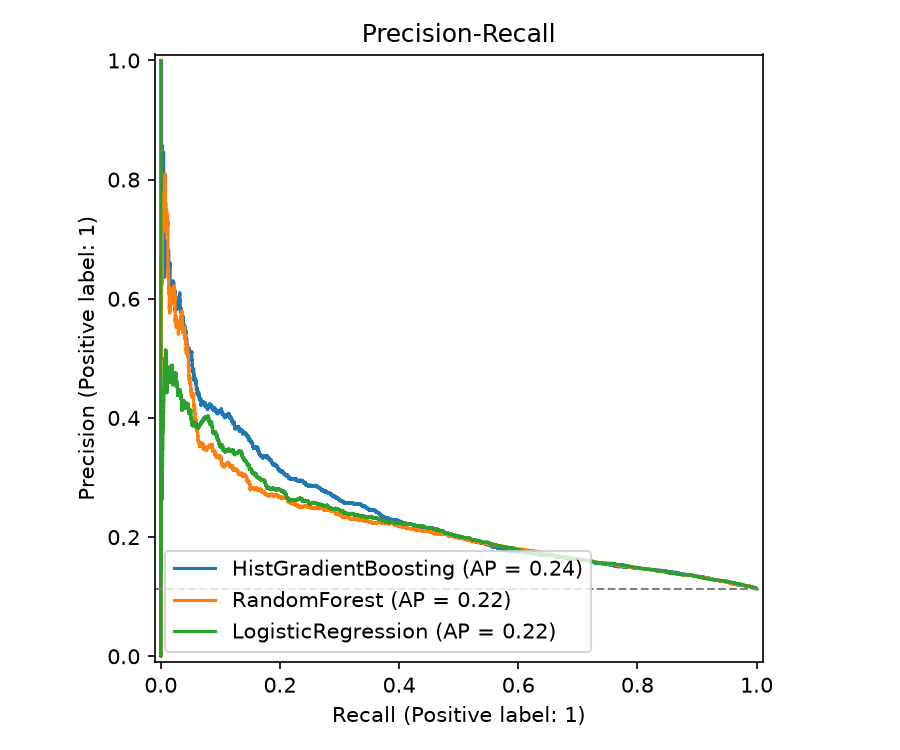 Precision-Recall
Precision (Positive label: 1)
1.0
0.8
0.6
0.4
0.2
0.0
HistGradientBoosting (AP = 0.24)
RandomForest (AP = 0.22)
LogisticRegression (AP = 0.22)
0.0 0.2 0.4 0.6 0.8 1.0
Recall (Positive label: 1)